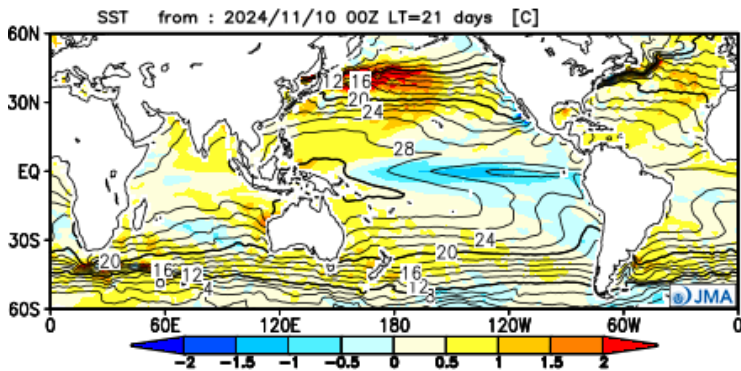 SST from : 2024/11/10 00Z LT=21 days [C]
60N
30N
EQ
30S
60S
12 16
20
24
28
24
20
16
12
8
20
16
12
4
JMA
0 60E 120E 180 120W 60W 0
-2 -1.5 -1 -0.5 0 0.5 1 1.5 2